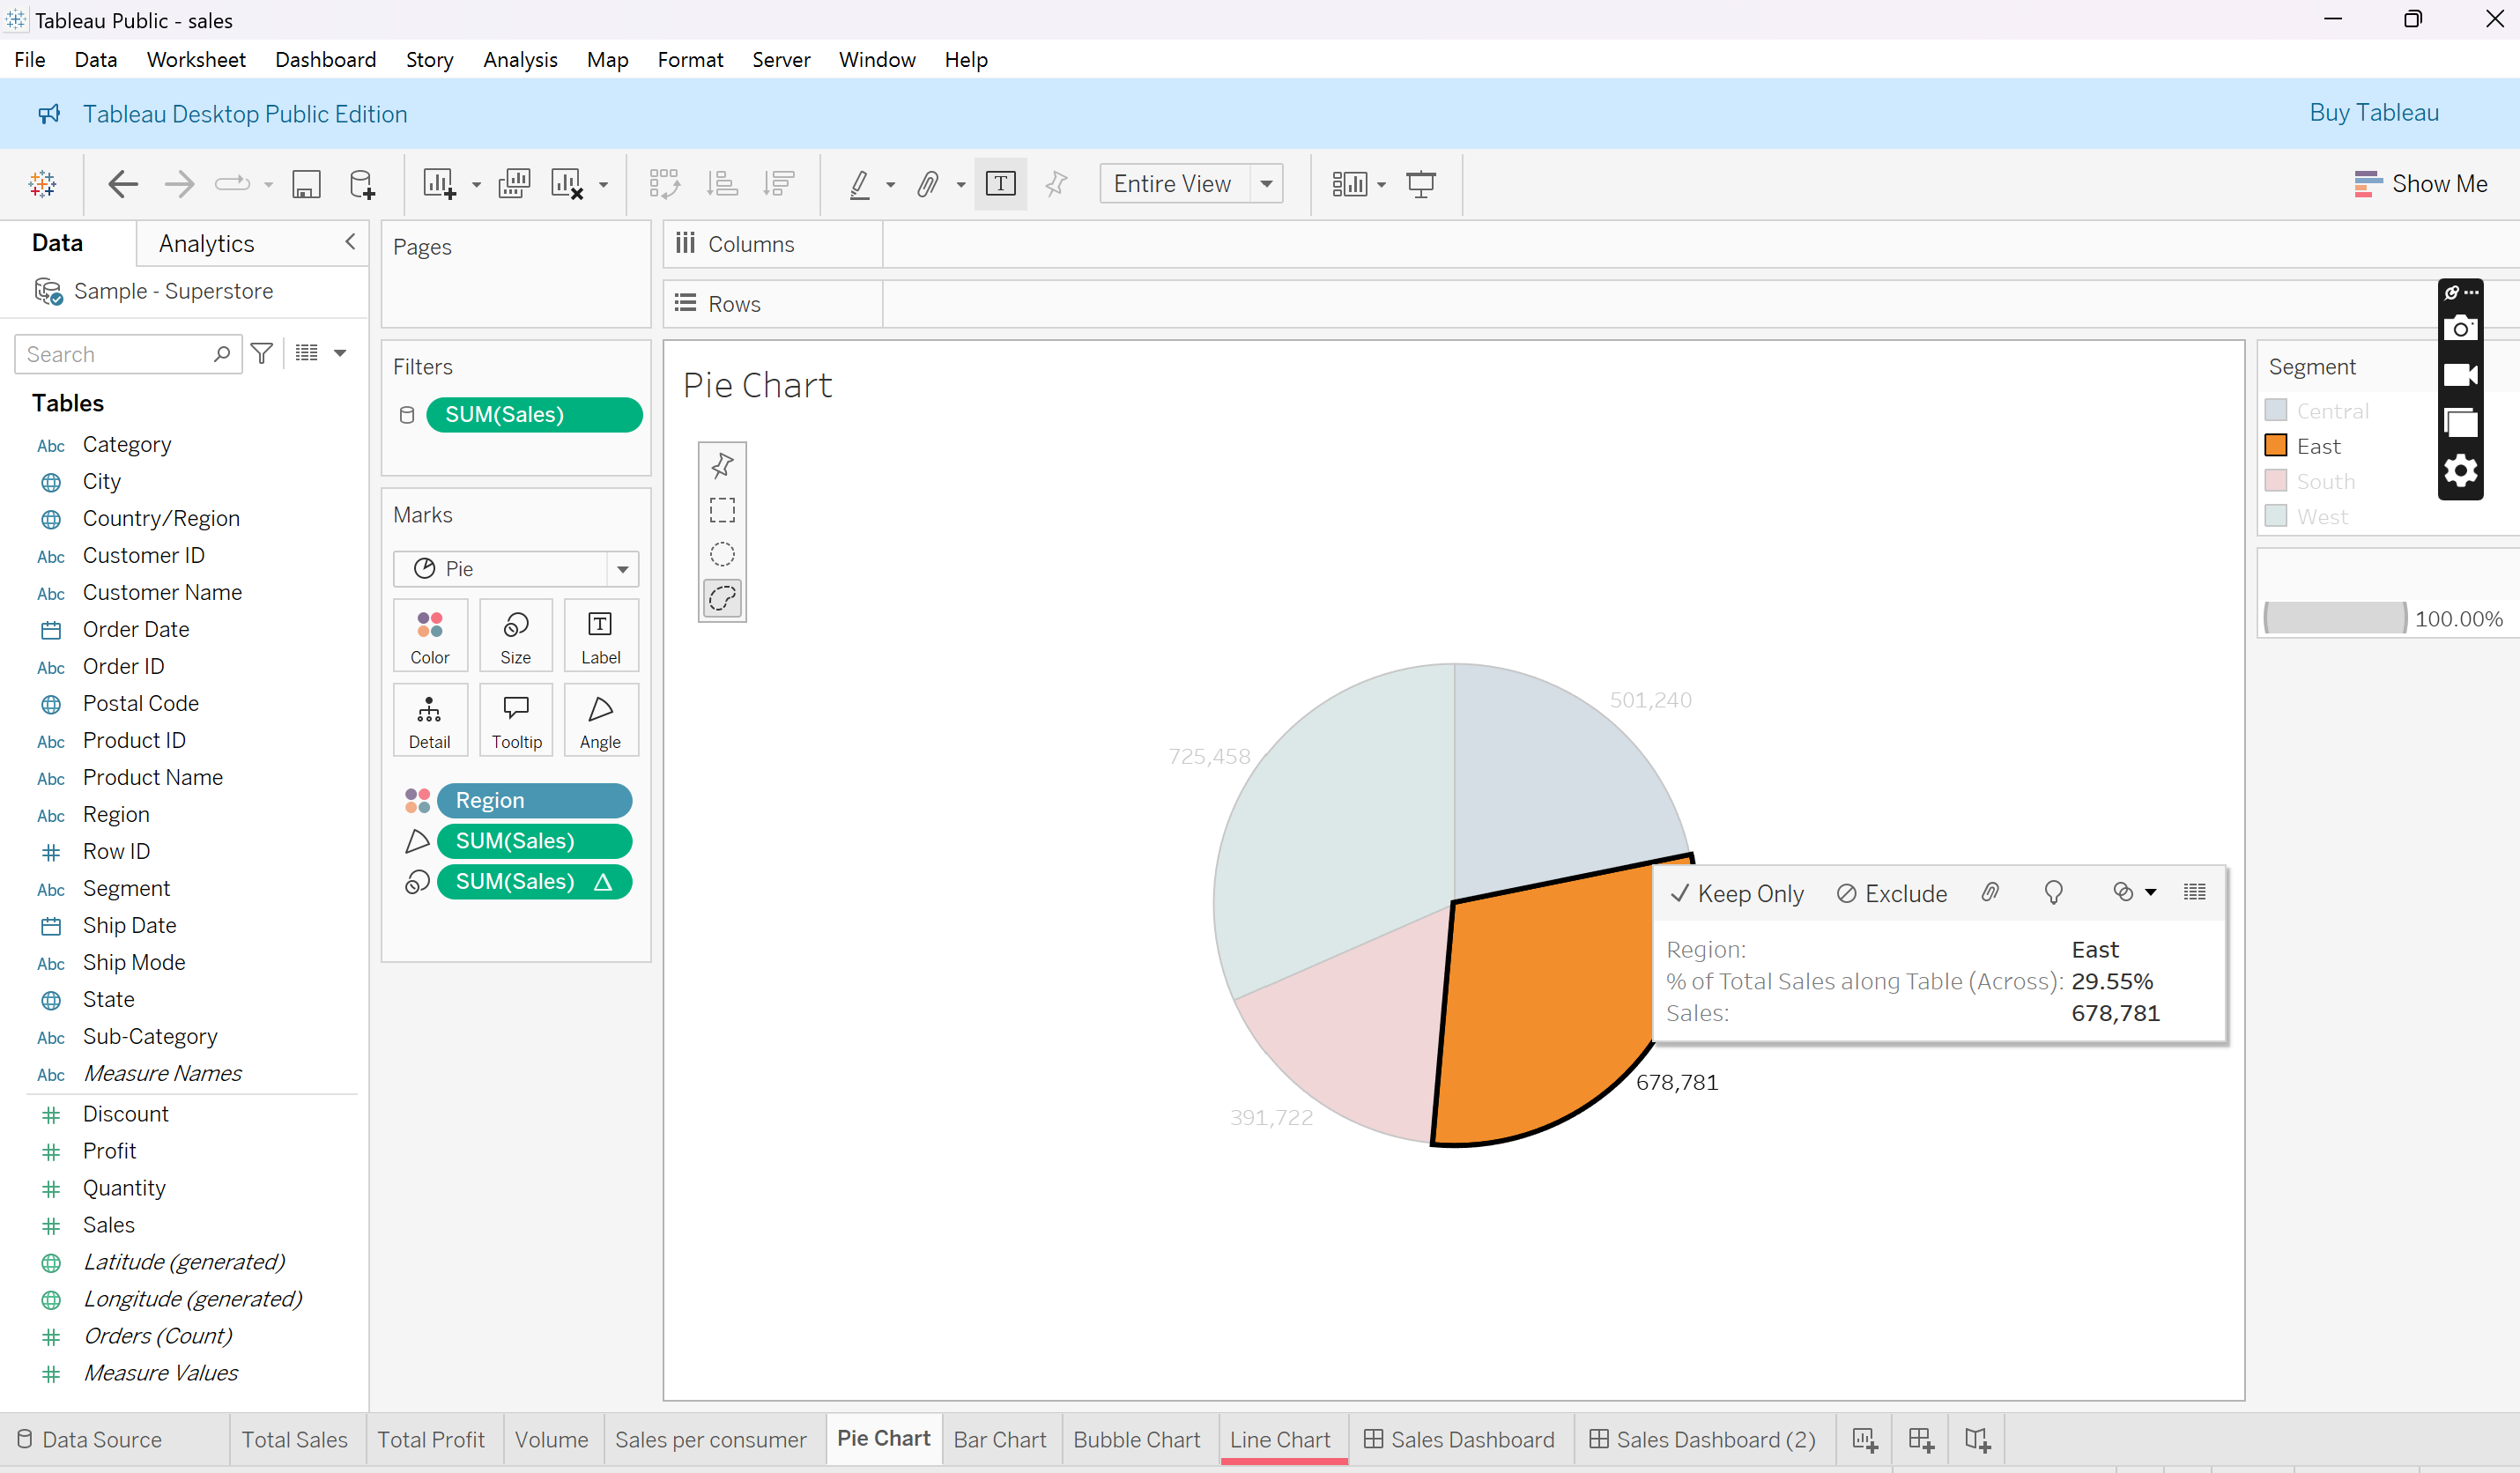 Tableau Public - sales
File Data Worksheet Dashboard Story Analysis Map Format Server Window Help
Tableau Desktop Public Edition
Buy Tableau
Entire View
Show Me
Data
Analytics
Sample - Superstore
Search
Tables
Abc Category
City
Country/Region
Abc Customer ID
Abc Customer Name
Order Date
Abc Order ID
Postal Code
Abc Product ID
Abc Product Name
Abc Region
Row ID
Abc Segment
Ship Date
Abc Ship Mode
State
Abc Sub-Category
Abc Measure Names
Discount
Profit
Quantity
Sales
Latitude (generated)
Longitude (generated)
Orders (Count)
Measure Values
Pages
Filters
SUM(Sales)
Marks
Pie
Color Size Label
Detail Tooltip Angle
Region
SUM(Sales)
SUM(Sales)
Columns
Rows
Pie Chart
501,240
725,458
678,781
391,722
Keep Only Exclude
Region: East
% of Total Sales along Table (Across): 29.55%
Sales: 678,781
Segment
Central
East
South
West
100.00%
Data Source Total Sales Total Profit Volume Sales per consumer Pie Chart Bar Chart Bubble Chart Line Chart Sales Dashboard Sales Dashboard (2)